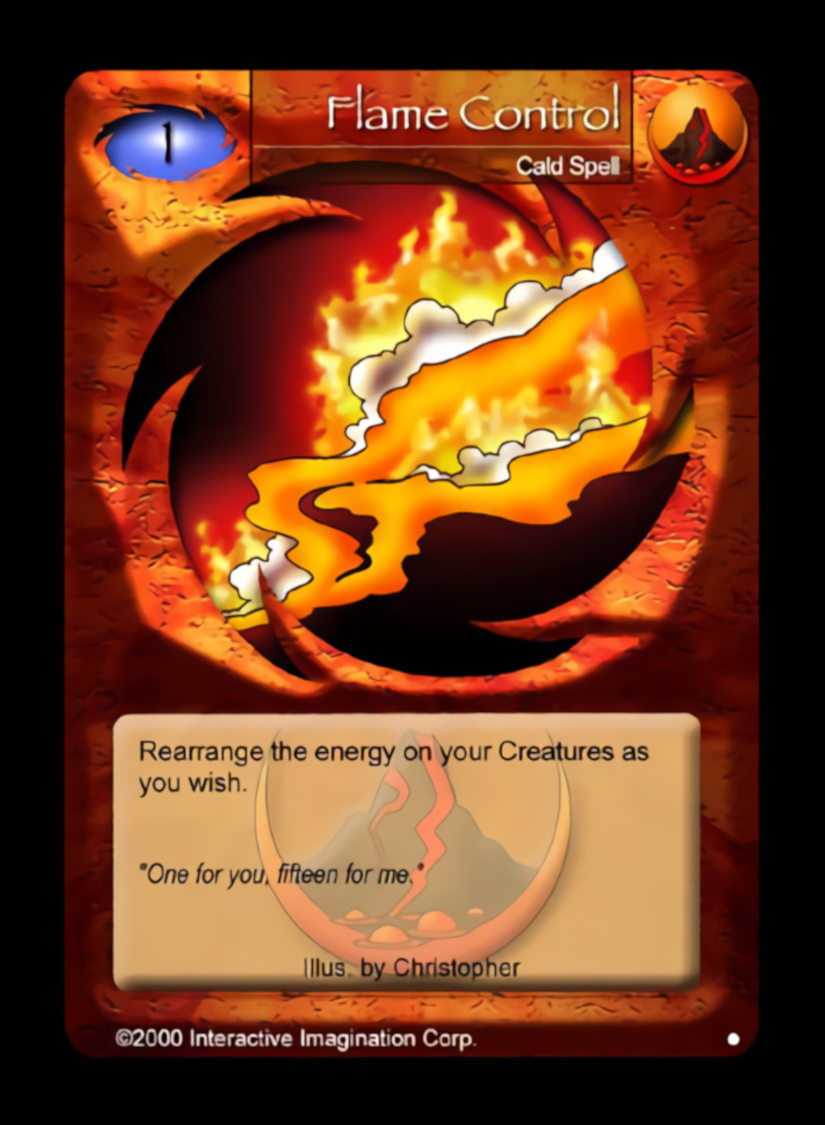 1
Flame Control
Cald Spell
Rearrange the energy on your Creatures as
you wish.
"One for you, fifteen for me."
Illus. by Christopher
©2000 Interactive Imagination Corp.